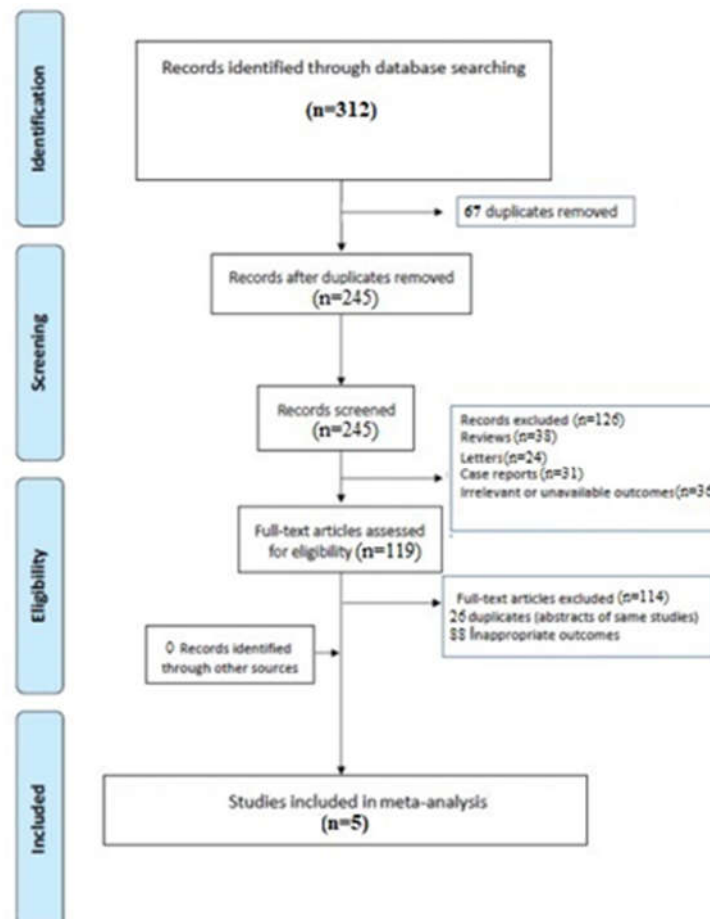 Identification
Records identified through database searching
(n=312)
67 duplicates removed
Screening
Records after duplicates removed
(n=245)
Records screened
(n=245)
Records excluded (n=126)
Reviews (n=38)
Letters (n=24)
Case reports (n=31)
Irrelevant or unavailable outcomes (n=36
Eligibility
Full-text articles assessed
for eligibility (n=119)
Full-text articles excluded (n=114)
26 duplicates (abstracts of same studies)
88 Inappropriate outcomes
0 Records identified
through other sources
Included
Studies included in meta-analysis
(n=5)